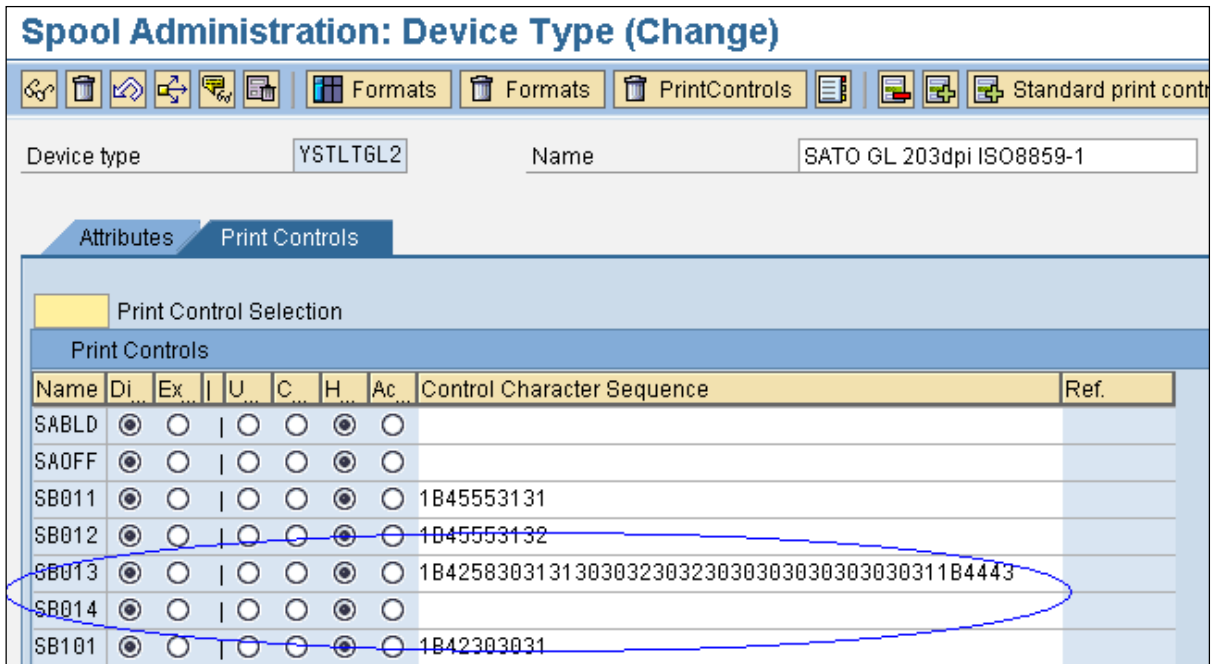 Spool Administration: Device Type (Change)
Formats Formats PrintControls Standard print contr
Device type YSTLTGL2 Name SATO GL 203dpi ISO8859-1
Attributes Print Controls
Print Control Selection
Print Controls
Name Di... Ex... I U... C... H... Ac... Control Character Sequence Ref.
SABLD
SAOFF
SB011 1B45553131
SB012 1B45553132
SB013 1B425830313130303230323030303030303030311B4443
SB014
SB101 1B42303031